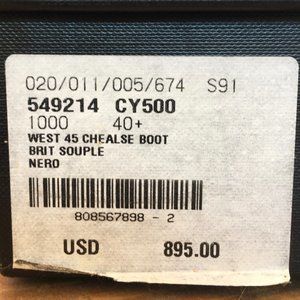 020/011/005/674 S91
549214 CY500
1000 40+
WEST 45 CHEALSE BOOT
BRIT SOUPLE
NERO
808567898 - 2
USD 895.00